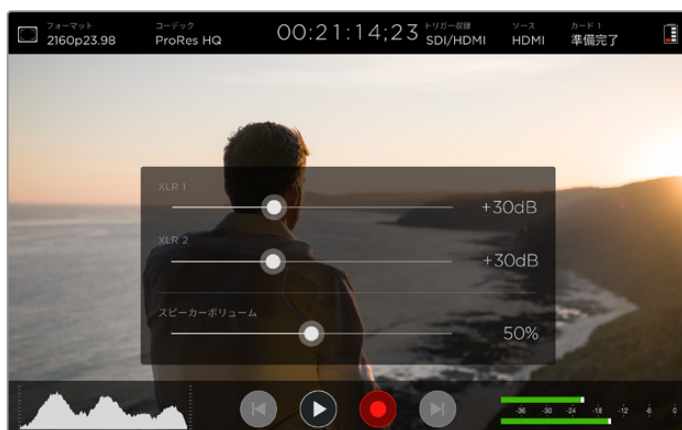 フォーマット
2160p23.98
コーデック
ProRes HQ
00:21:14;23
トリガー収録
SDI/HDMI
ソース
HDMI
カード 1
準備完了
XLR 1
+30dB
XLR 2
+30dB
スピーカーボリューム
50%
-36 -30 -24 -18 -12 -6 0